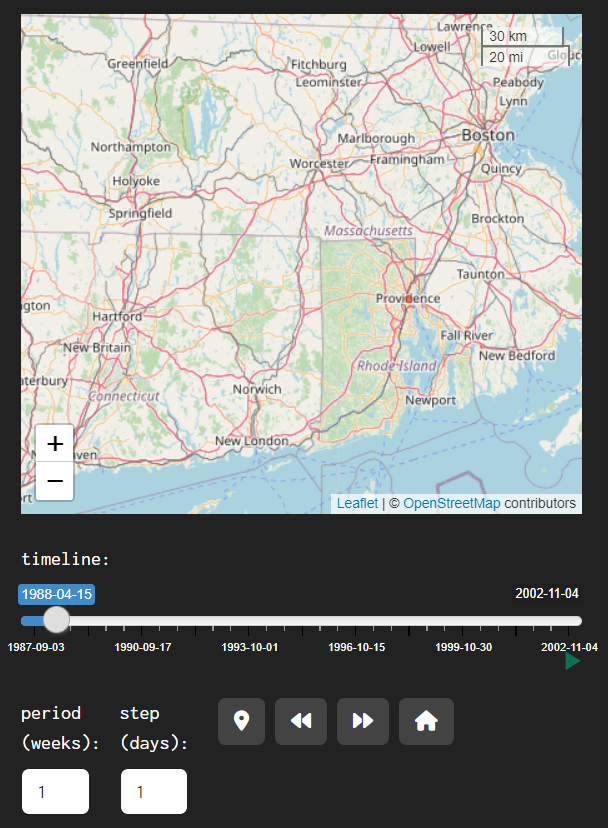 Lawrence
30 km
Lowell
20 mi
Greenfield
Fitchburg
Leominster
Peabody
Lynn
Northampton
Marlborough
Boston
Worcester
Framingham
Quincy
Holyoke
Springfield
Brockton
Massachusetts
Taunton
Providence
Hartford
Fall River
New Britain
New Bedford
Rhode Island
Norwich
Connecticut
Newport
New London
+
−
Leaflet | © OpenStreetMap contributors
timeline:
1988-04-15
2002-11-04
1987-09-03 1990-09-17 1993-10-01 1996-10-15 1999-10-30 2002-11-04
period step
(weeks): (days):
1 1